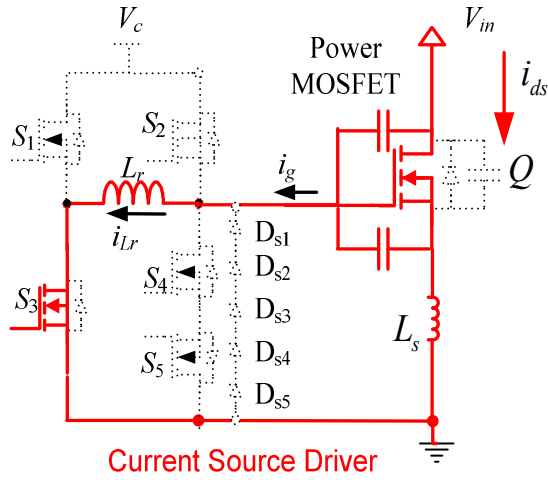 V_c
V_in
Power
MOSFET
i_ds
S_1
S_2
L_r
i_g
Q
i_Lr
D_s1
D_s2
S_4
S_3
D_s3
L_s
S_5
D_s4
D_s5
Current Source Driver